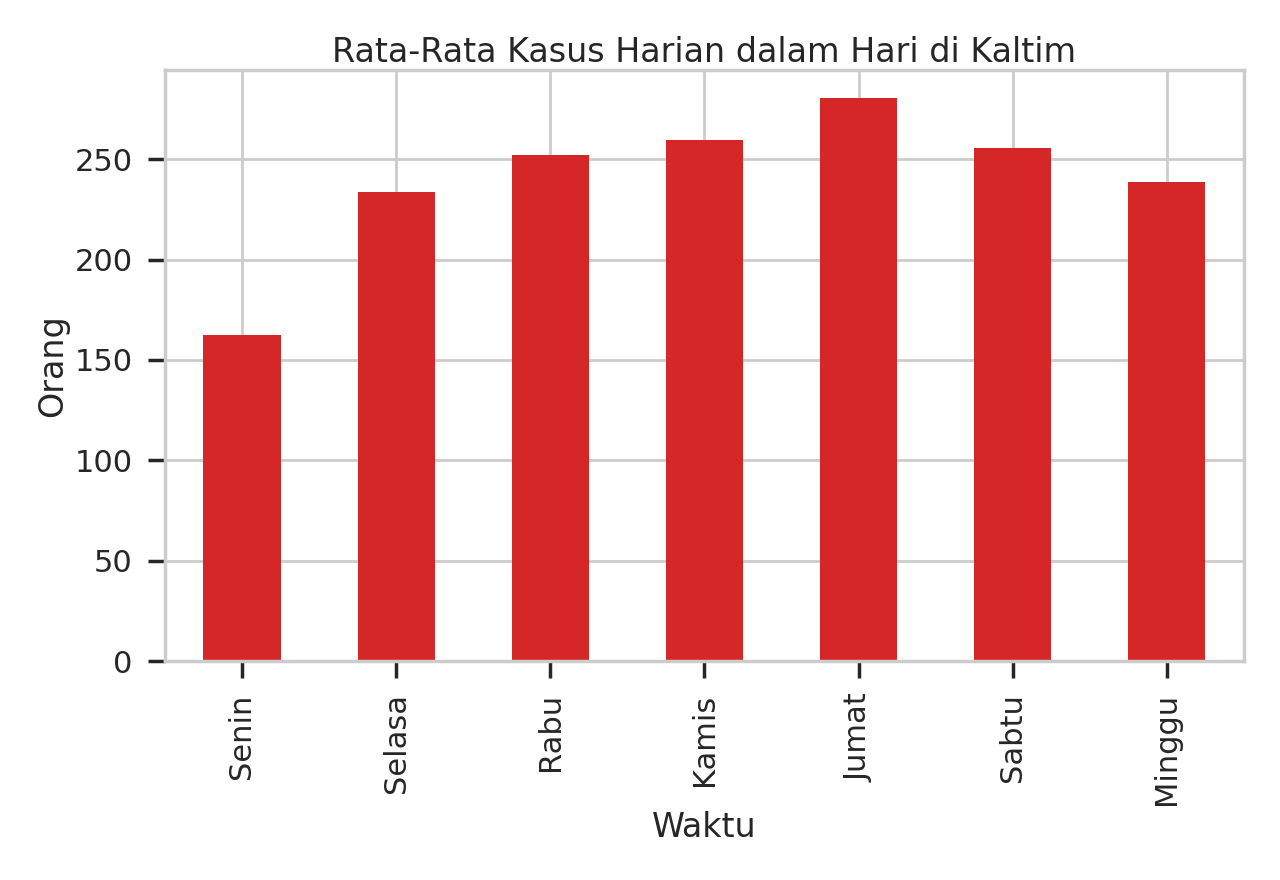 Rata-Rata Kasus Harian dalam Hari di Kaltim
Orang
250
200
150
100
50
0
Senin
Selasa
Rabu
Kamis
Jumat
Sabtu
Minggu
Waktu